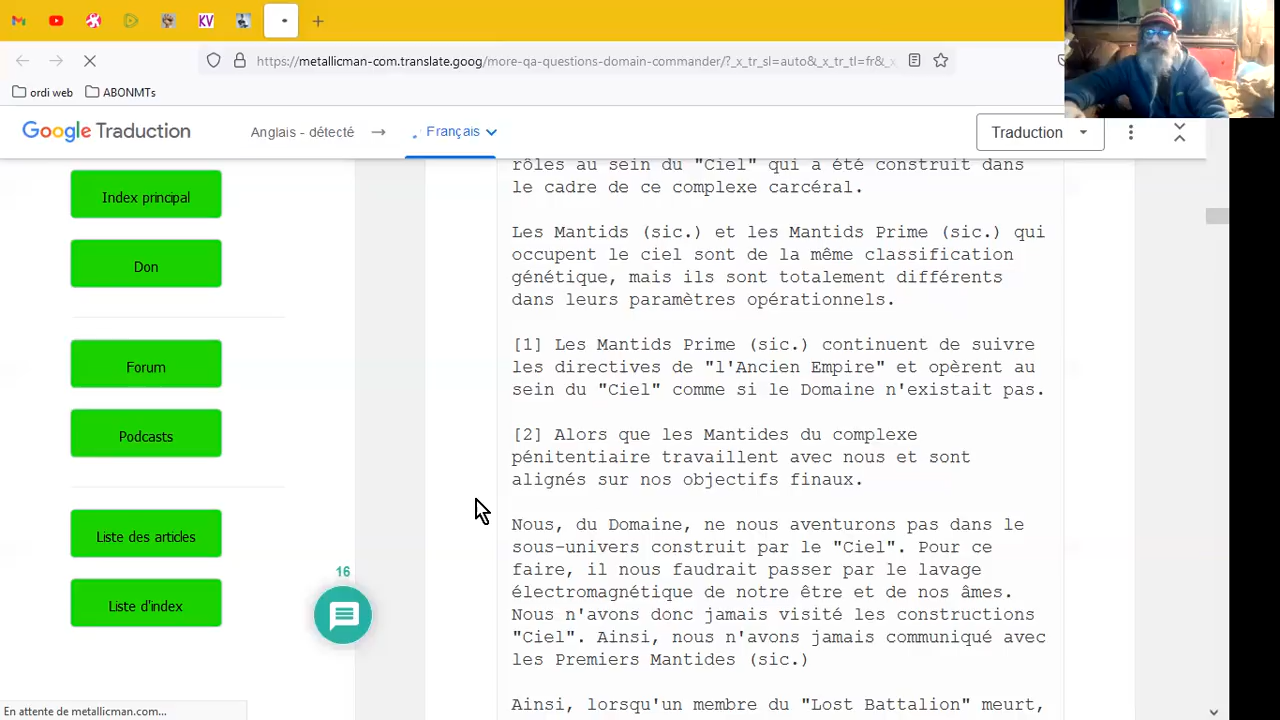 KV
https://metallicman-com.translate.goog/more-qa-questions-domain-commander/?_x_tr_sl=auto&_x_tr_tl=fr&_x
ordi web
ABONMTs
Google Traduction
Anglais - détecté
Français
Traduction
Index principal
Don
Forum
Podcasts
Liste des articles
Liste d'index
16
rôles au sein du "Ciel" qui a été construit dans
le cadre de ce complexe carcéral.
Les Mantids (sic.) et les Mantids Prime (sic.) qui
occupent le ciel sont de la même classification
génétique, mais ils sont totalement différents
dans leurs paramètres opérationnels.
[1] Les Mantids Prime (sic.) continuent de suivre
les directives de "l'Ancien Empire" et opèrent au
sein du "Ciel" comme si le Domaine n'existait pas.
[2] Alors que les Mantides du complexe
pénitentiaire travaillent avec nous et sont
alignés sur nos objectifs finaux.
Nous, du Domaine, ne nous aventurons pas dans le
sous-univers construit par le "Ciel". Pour ce
faire, il nous faudrait passer par le lavage
électromagnétique de notre être et de nos âmes.
Nous n'avons donc jamais visité les constructions
"Ciel". Ainsi, nous n'avons jamais communiqué avec
les Premiers Mantides (sic.)
Ainsi, lorsqu'un membre du "Lost Battalion" meurt,
En attente de metallicman.com...